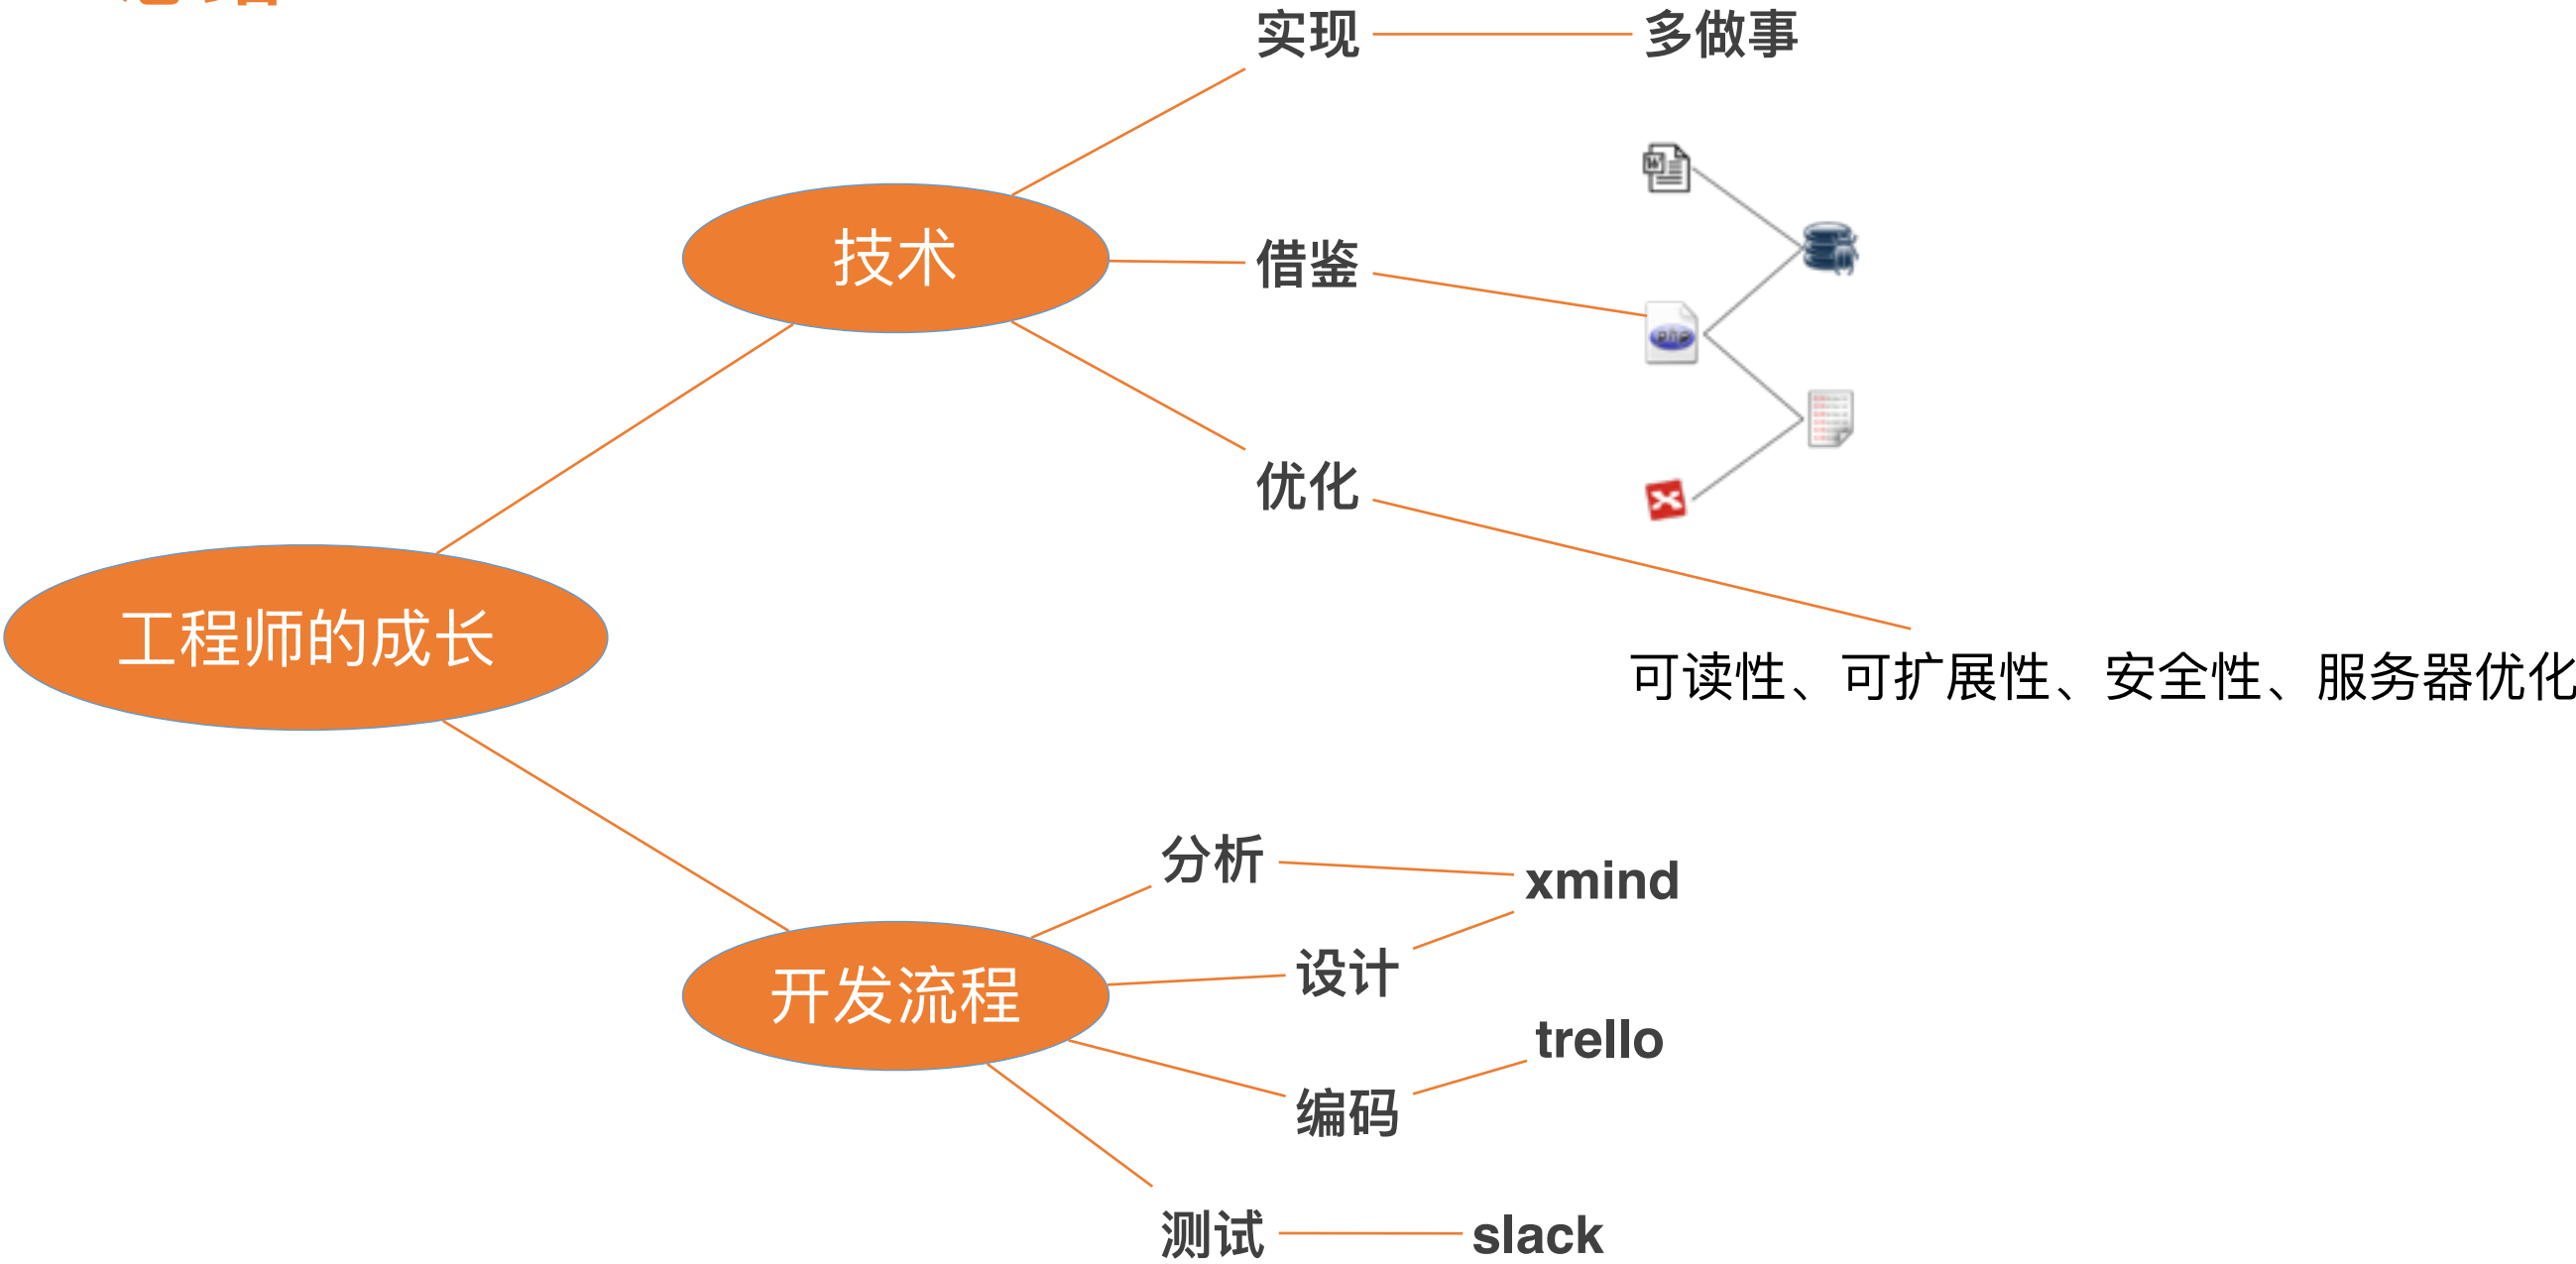 实现
多做事
技术
借鉴
php
优化
工程师的成长
可读性、可扩展性、安全性、服务器优化
分析
xmind
设计
开发流程
trello
编码
测试
slack